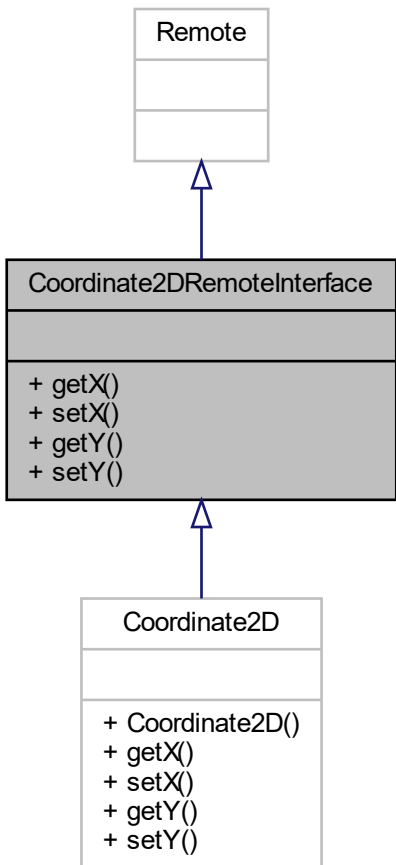 Remote
Coordinate2DRemoteInterface
+ getX()
+ setX()
+ getY()
+ setY()
Coordinate2D
+ Coordinate2D()
+ getX()
+ setX()
+ getY()
+ setY()